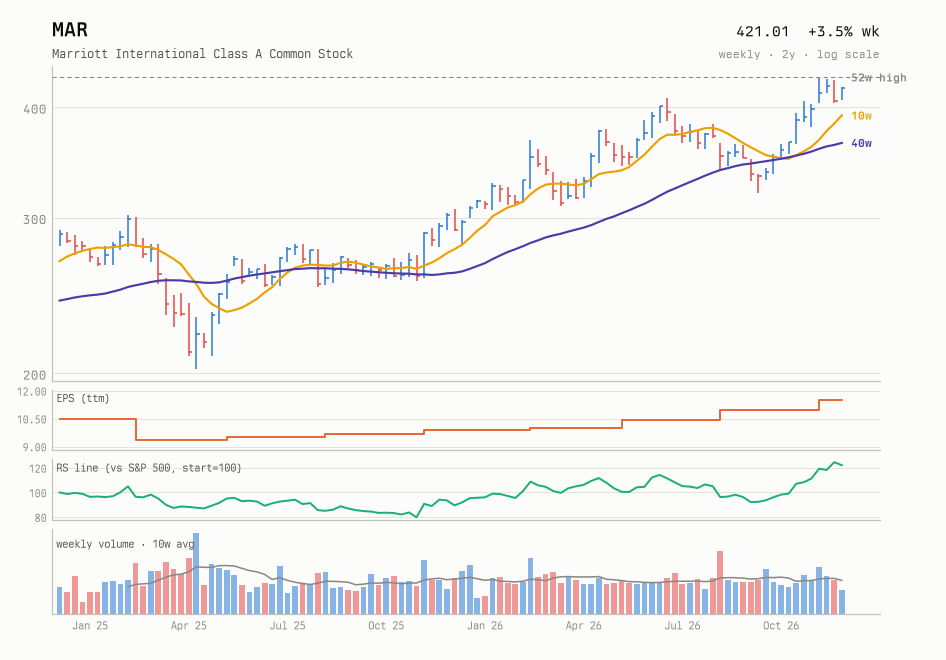 MAR
421.01 +3.5% wk
Marriott International Class A Common Stock
weekly · 2y · log scale
52w high
400
10w
40w
300
200
12.00
EPS (ttm)
10.50
9.00
RS line (vs S&P 500, start=100)
120
100
80
weekly volume · 10w avg
Jan 25 Apr 25 Jul 25 Oct 25 Jan 26 Apr 26 Jul 26 Oct 26